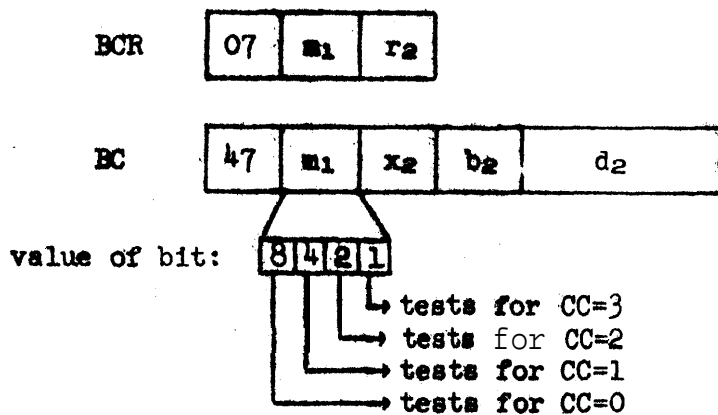 BCR 07 m1 r2
BC 47 m1 x2 b2 d2
value of bit: 8 4 2 1
tests for CC=3
tests for CC=2
tests for CC=1
tests for CC=0